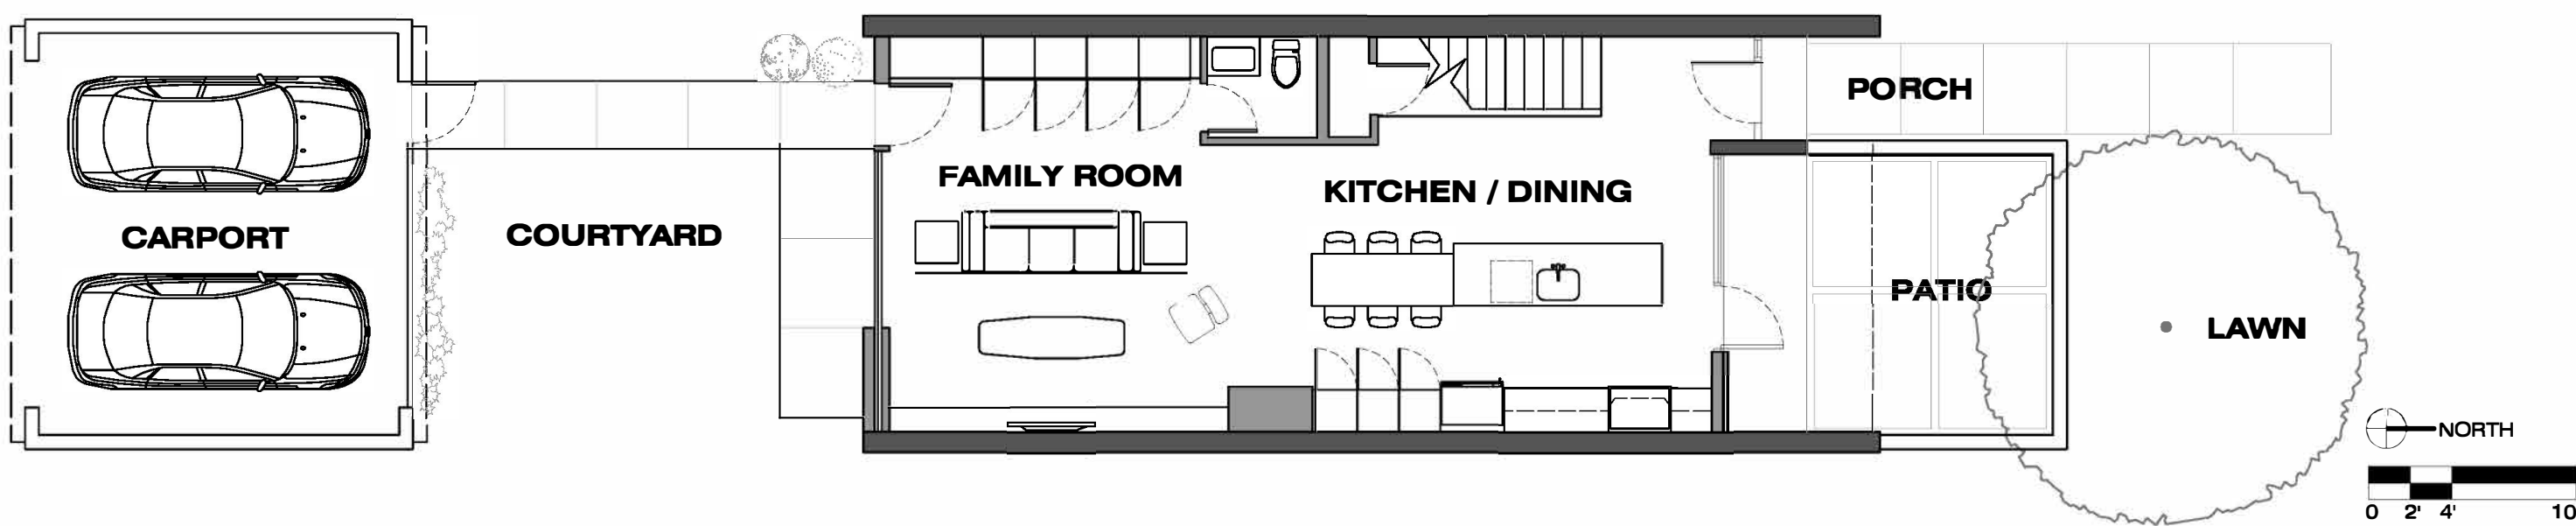 PORCH
FAMILY ROOM
KITCHEN / DINING
CARPORT
COURTYARD
PATIO
LAWN
NORTH
0 2' 4' 10